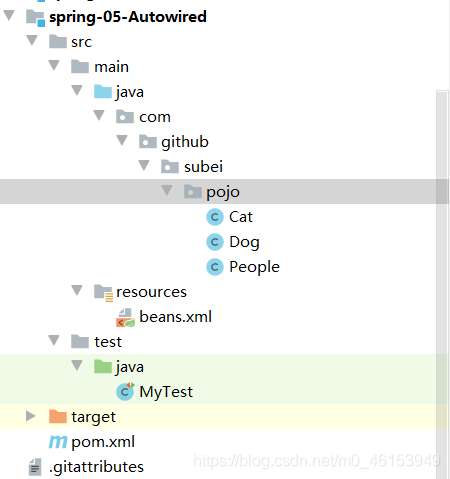 spring-05-Autowired
src
main
java
com
github
subei
pojo
Cat
Dog
People
resources
beans.xml
test
java
MyTest
target
pom.xml
.gitattributes
https://blog.csdn.net/m0_46153949